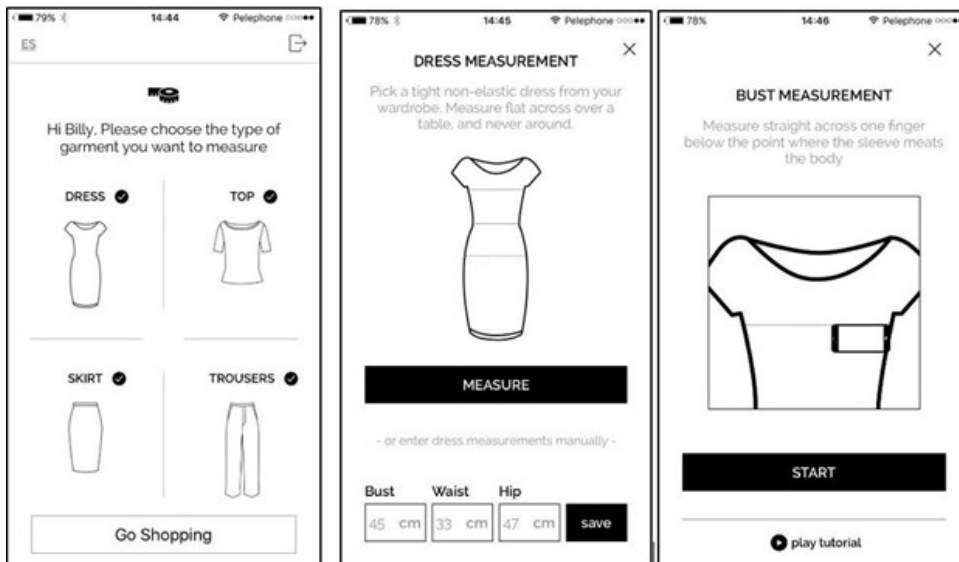 79% 14:44 Pelephone
ES
Hi Billy, Please choose the type of
garment you want to measure
DRESS TOP
SKIRT TROUSERS
Go Shopping
78% 14:45 Pelephone
DRESS MEASUREMENT
Pick a tight non-elastic dress from your
wardrobe. Measure flat across over a
table, and never around.
MEASURE
- or enter dress measurements manually -
Bust Waist Hip
45 cm 33 cm 47 cm save
78% 14:46 Pelephone
BUST MEASUREMENT
Measure straight across one finger
below the point where the sleeve meats
the body
START
play tutorial